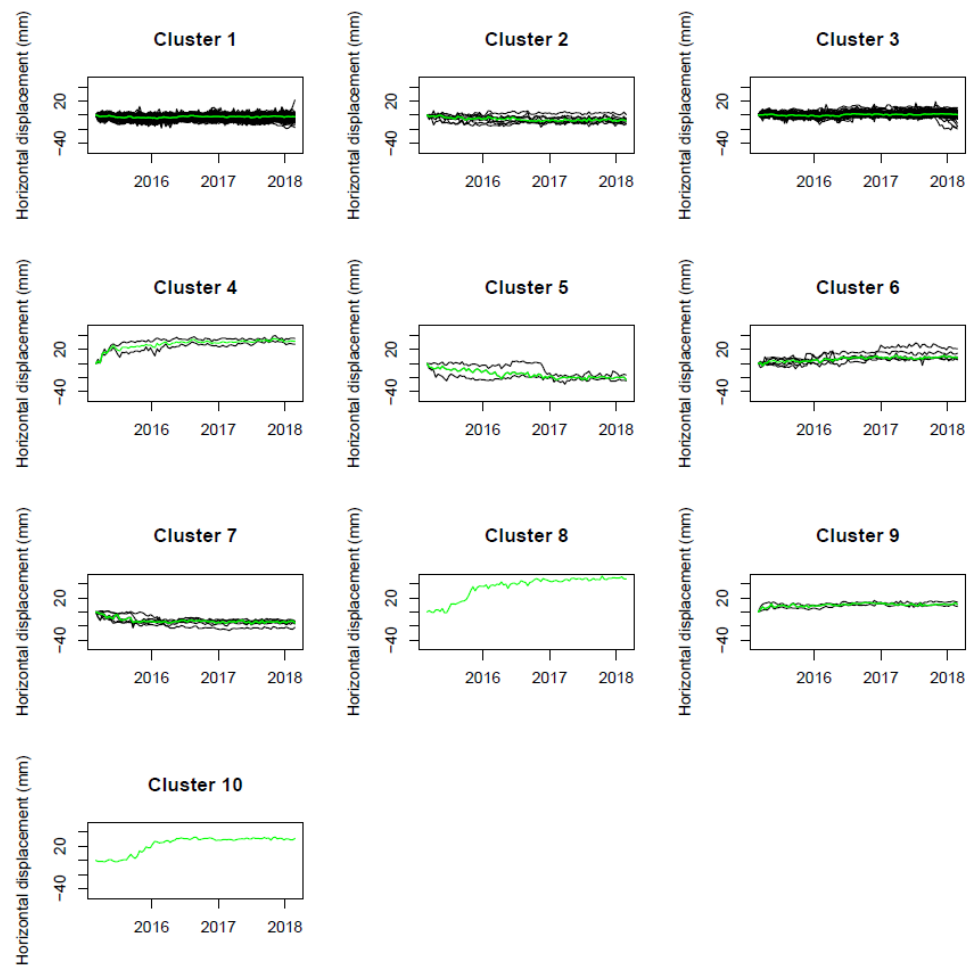 Cluster 1
Horizontal displacement (mm)
20
−40
2016 2017 2018
Cluster 2
Horizontal displacement (mm)
20
−40
2016 2017 2018
Cluster 3
Horizontal displacement (mm)
20
−40
2016 2017 2018
Cluster 4
Horizontal displacement (mm)
20
−40
2016 2017 2018
Cluster 5
Horizontal displacement (mm)
20
−40
2016 2017 2018
Cluster 6
Horizontal displacement (mm)
20
−40
2016 2017 2018
Cluster 7
Horizontal displacement (mm)
20
−40
2016 2017 2018
Cluster 8
Horizontal displacement (mm)
20
−40
2016 2017 2018
Cluster 9
Horizontal displacement (mm)
20
−40
2016 2017 2018
Cluster 10
Horizontal displacement (mm)
20
−40
2016 2017 2018